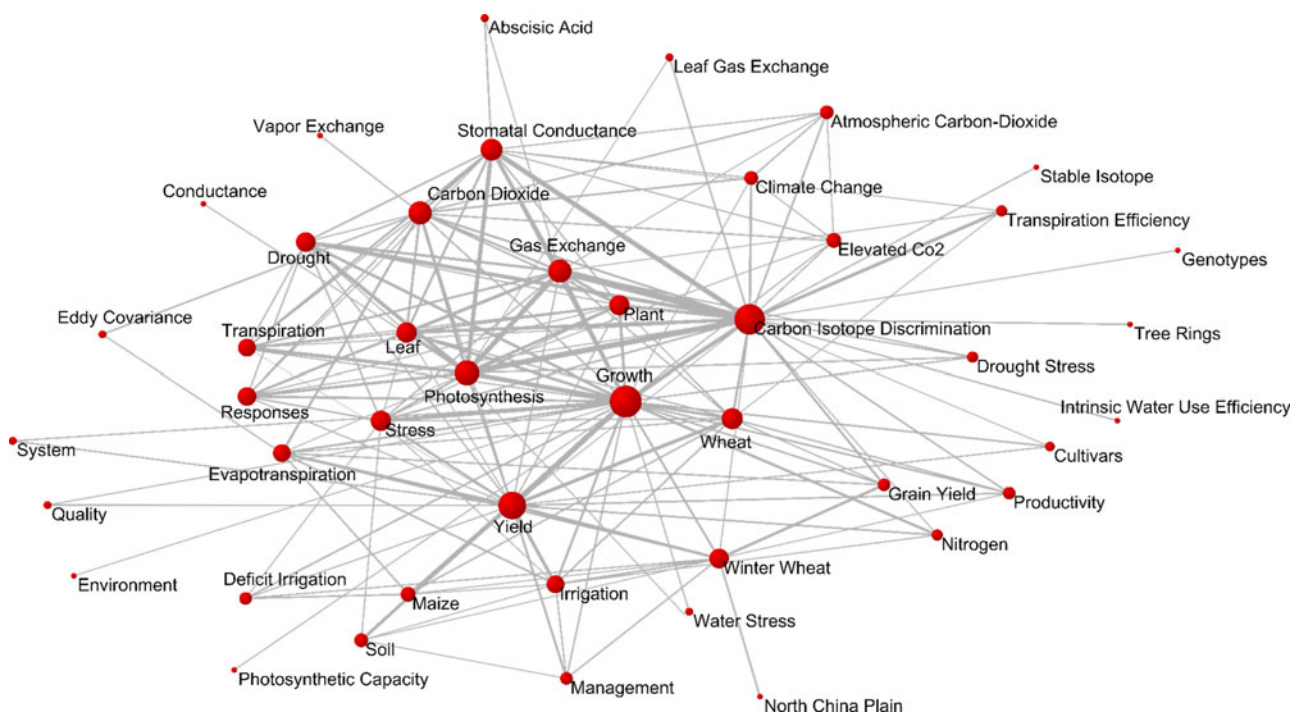 Abscisic Acid
Leaf Gas Exchange
Vapor Exchange
Stomatal Conductance
Atmospheric Carbon-Dioxide
Conductance
Carbon Dioxide
Climate Change
Stable Isotope
Transpiration Efficiency
Drought
Gas Exchange
Elevated Co2
Genotypes
Eddy Covariance
Transpiration
Leaf
Plant
Carbon Isotope Discrimination
Tree Rings
Drought Stress
Photosynthesis
Growth
Responses
Stress
Wheat
Intrinsic Water Use Efficiency
System
Evapotranspiration
Cultivars
Quality
Yield
Grain Yield
Productivity
Nitrogen
Environment
Deficit Irrigation
Maize
Irrigation
Winter Wheat
Water Stress
Soil
Photosynthetic Capacity
Management
North China Plain